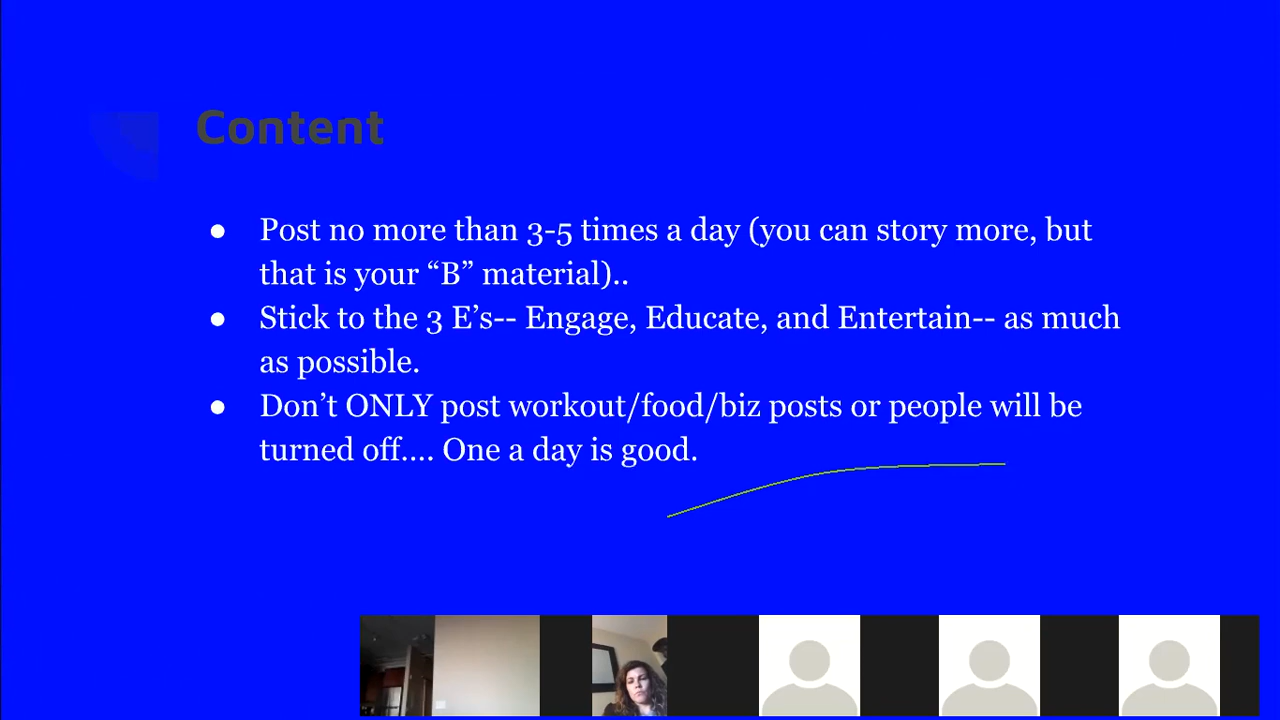 Content
● Post no more than 3-5 times a day (you can story more, but
that is your “B” material)..
● Stick to the 3 E’s-- Engage, Educate, and Entertain-- as much
as possible.
● Don’t ONLY post workout/food/biz posts or people will be
turned off.... One a day is good.